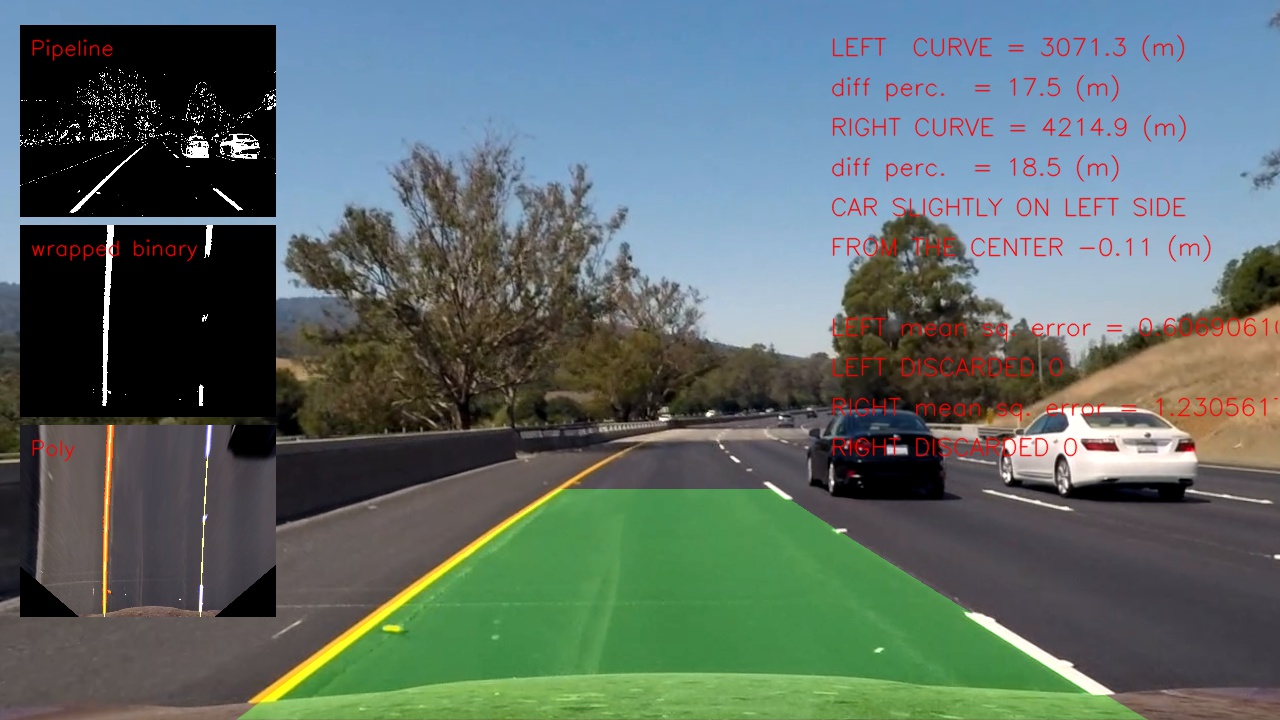 Pipeline
wrapped binary
Poly
LEFT CURVE = 3071.3 (m)
diff perc. = 17.5 (m)
RIGHT CURVE = 4214.9 (m)
diff perc. = 18.5 (m)
CAR SLIGHTLY ON LEFT SIDE
FROM THE CENTER -0.11 (m)
LEFT mean sq. error = 0.6069061
LEFT DISCARDED 0
RIGHT mean sq. error = 1.230561
RIGHT DISCARDED 0